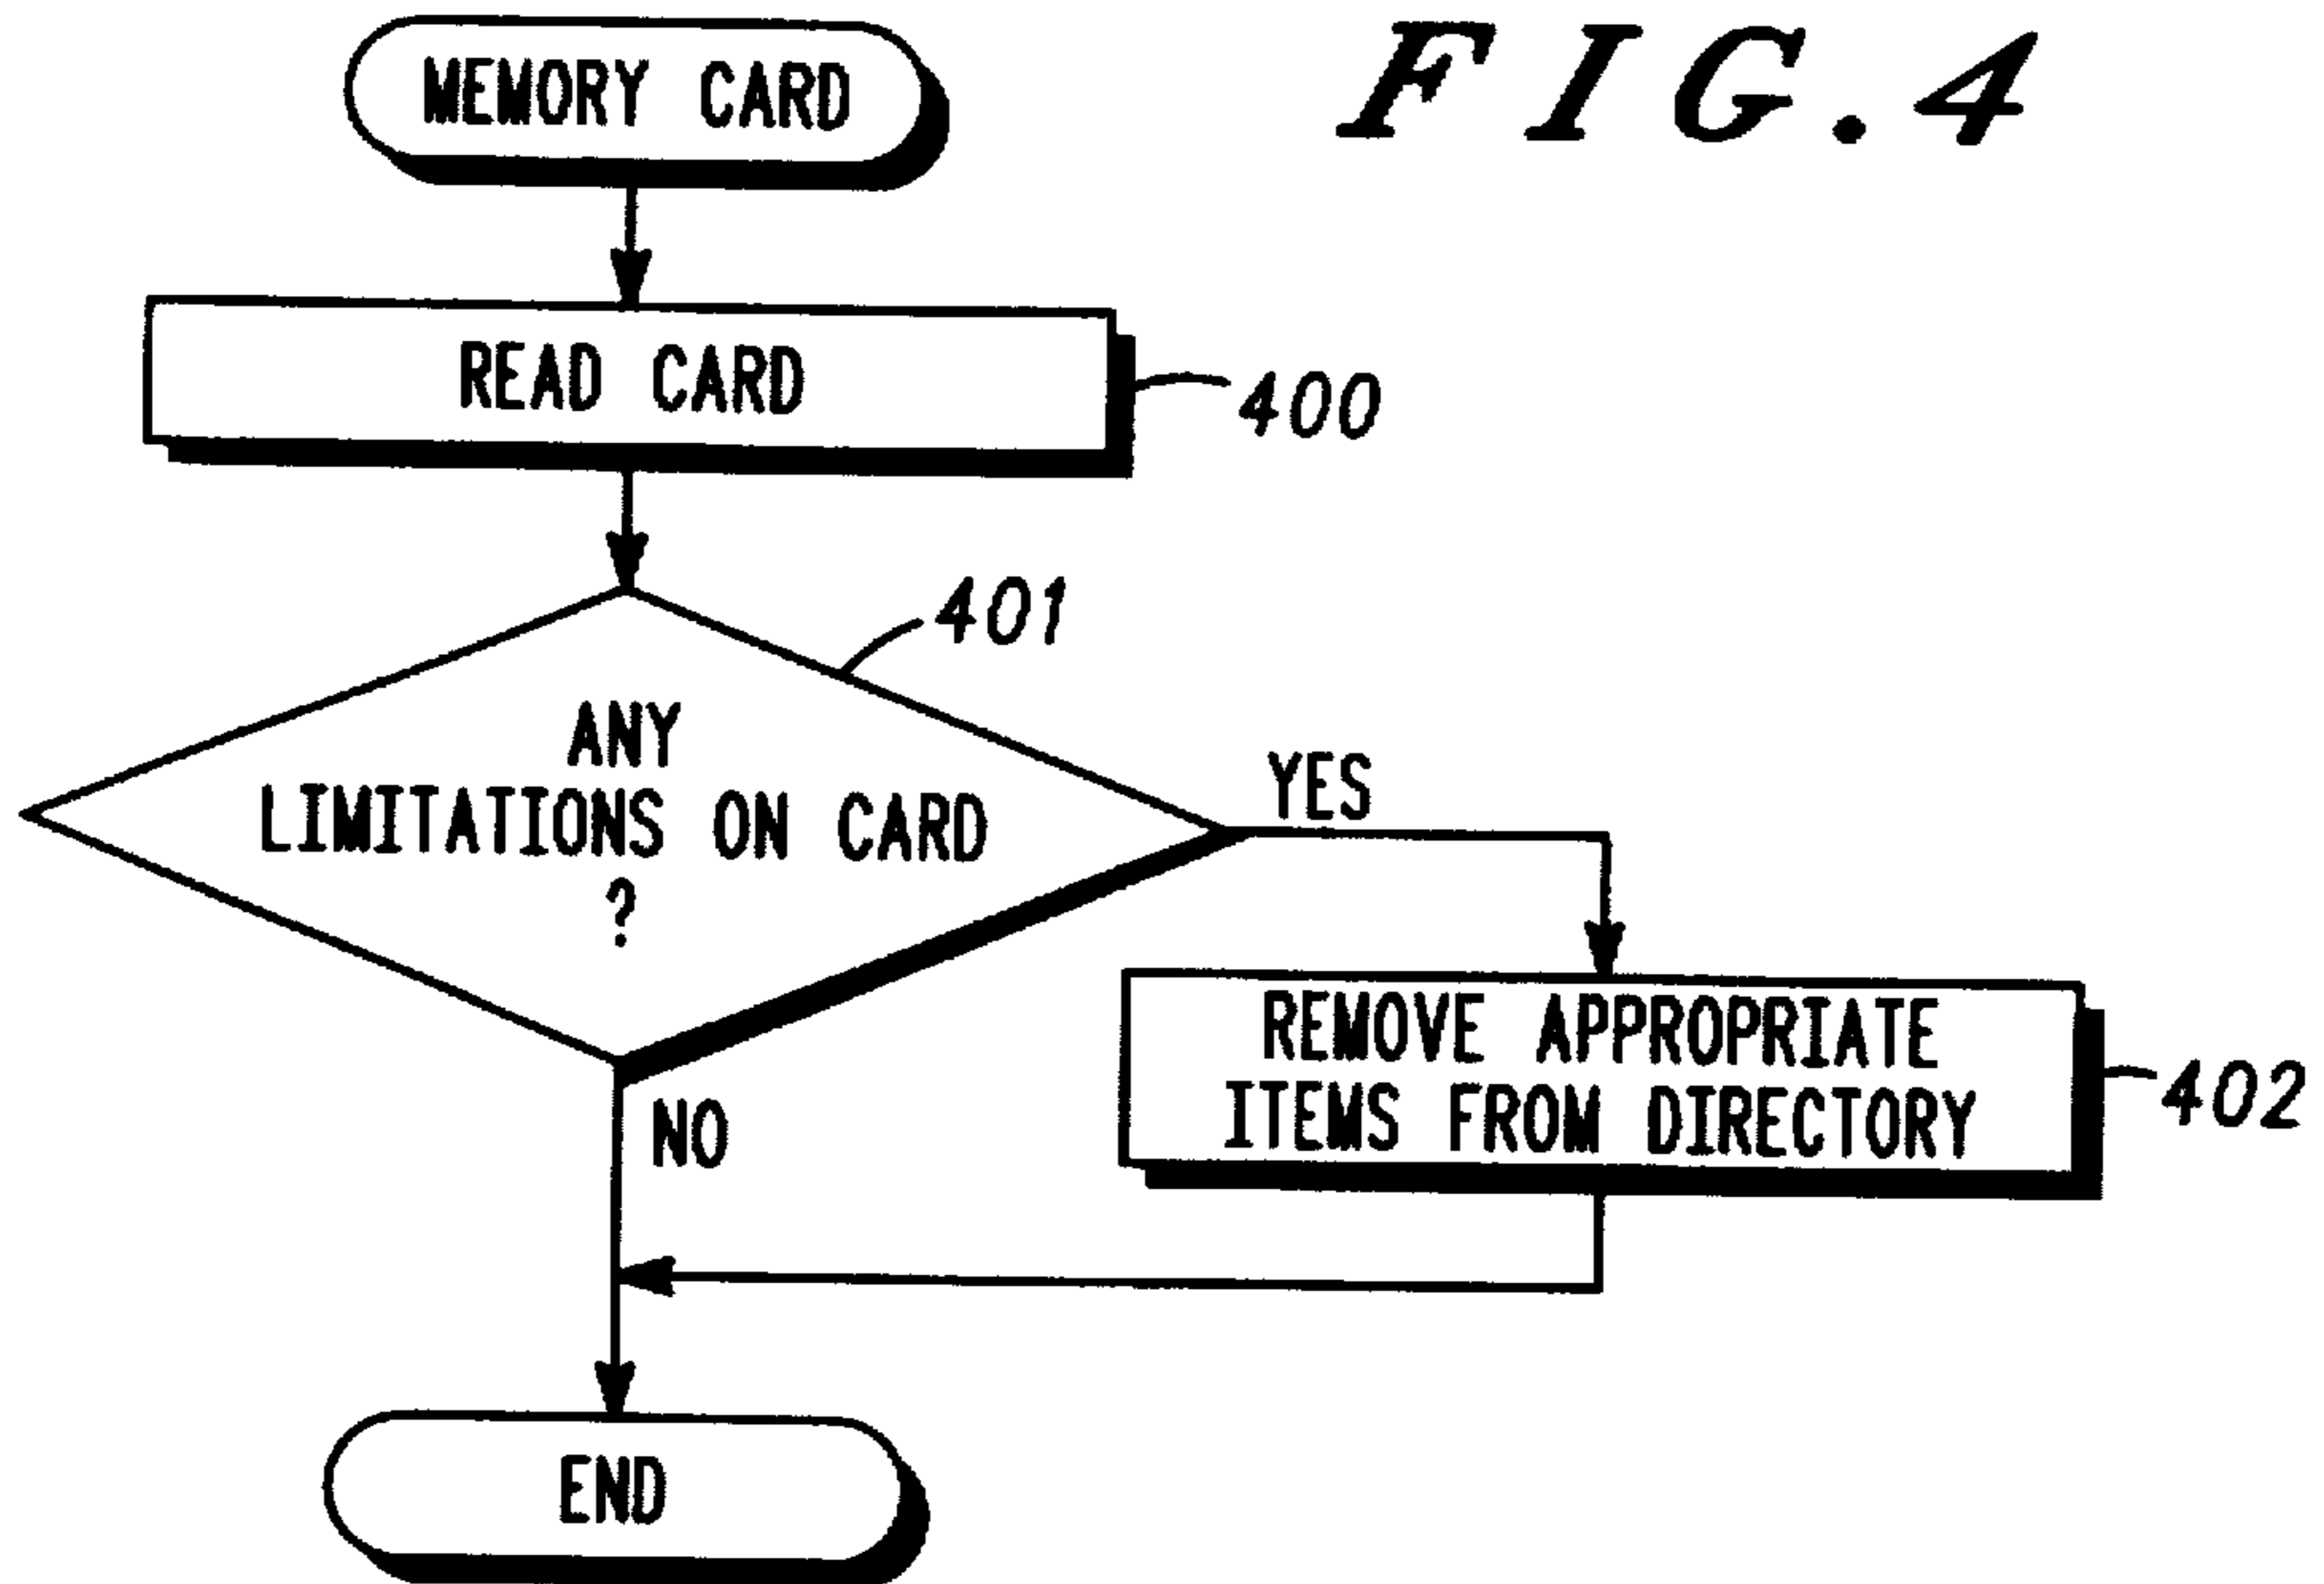 FIG.4
MEMORY CARD
READ CARD
400
401
ANY
LIMITATIONS ON CARD
?
YES
NO
REMOVE APPROPRIATE
ITEMS FROM DIRECTORY
402
END